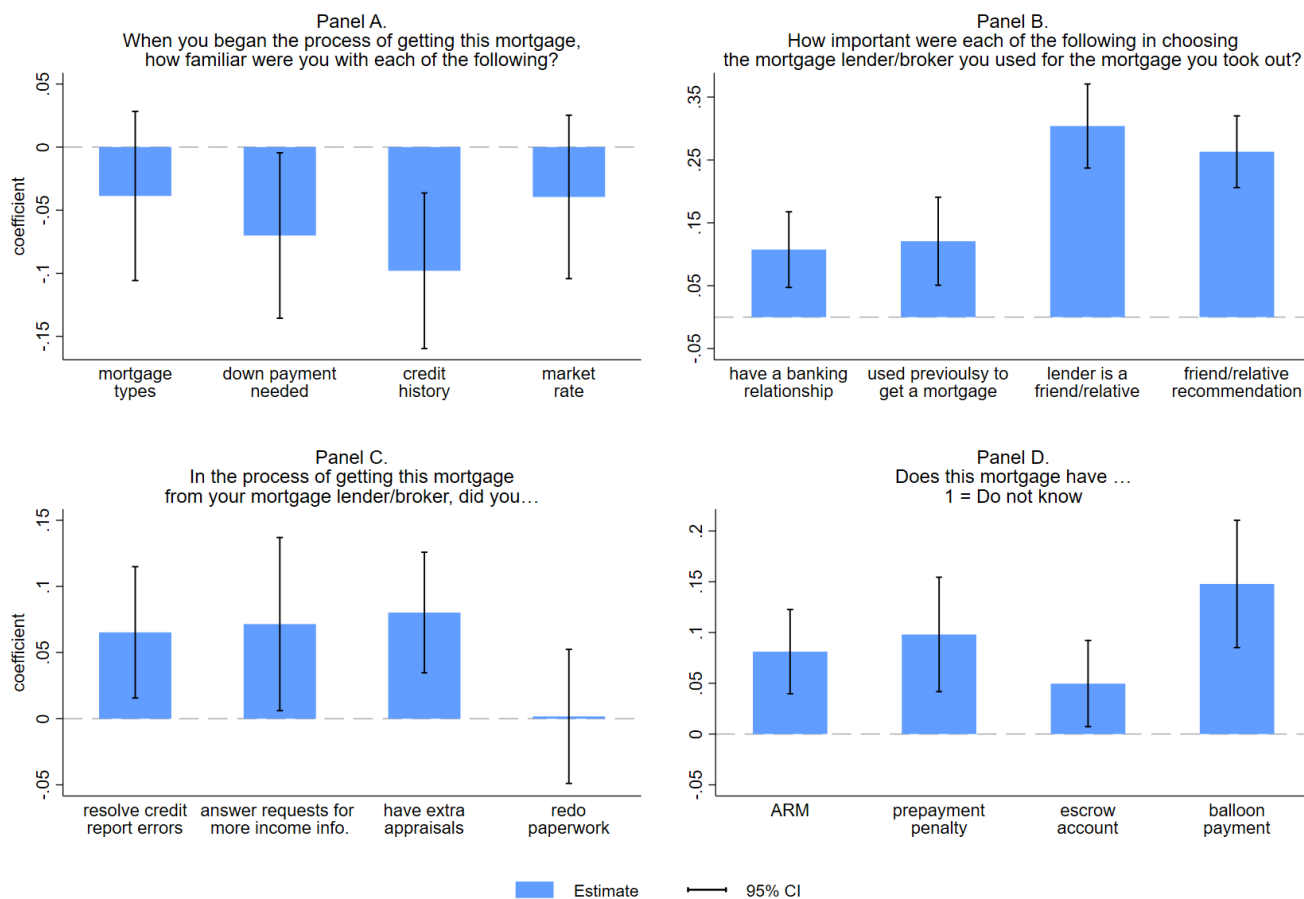 Panel A.
When you began the process of getting this mortgage,
how familiar were you with each of the following?
coefficient
.05
0
-.05
-.1
-.15
mortgage
types
down payment
needed
credit
history
market
rate
Panel B.
How important were each of the following in choosing
the mortgage lender/broker you used for the mortgage you took out?
.35
.25
.15
.05
-.05
have a banking
relationship
used previoulsy to
get a mortgage
lender is a
friend/relative
friend/relative
recommendation
Panel C.
In the process of getting this mortgage
from your mortgage lender/broker, did you…
coefficient
.15
.1
.05
0
-.05
resolve credit
report errors
answer requests for
more income info.
have extra
appraisals
redo
paperwork
Panel D.
Does this mortgage have …
1 = Do not know
.2
.15
.1
.05
0
-.05
ARM
prepayment
penalty
escrow
account
balloon
payment
Estimate
95% CI